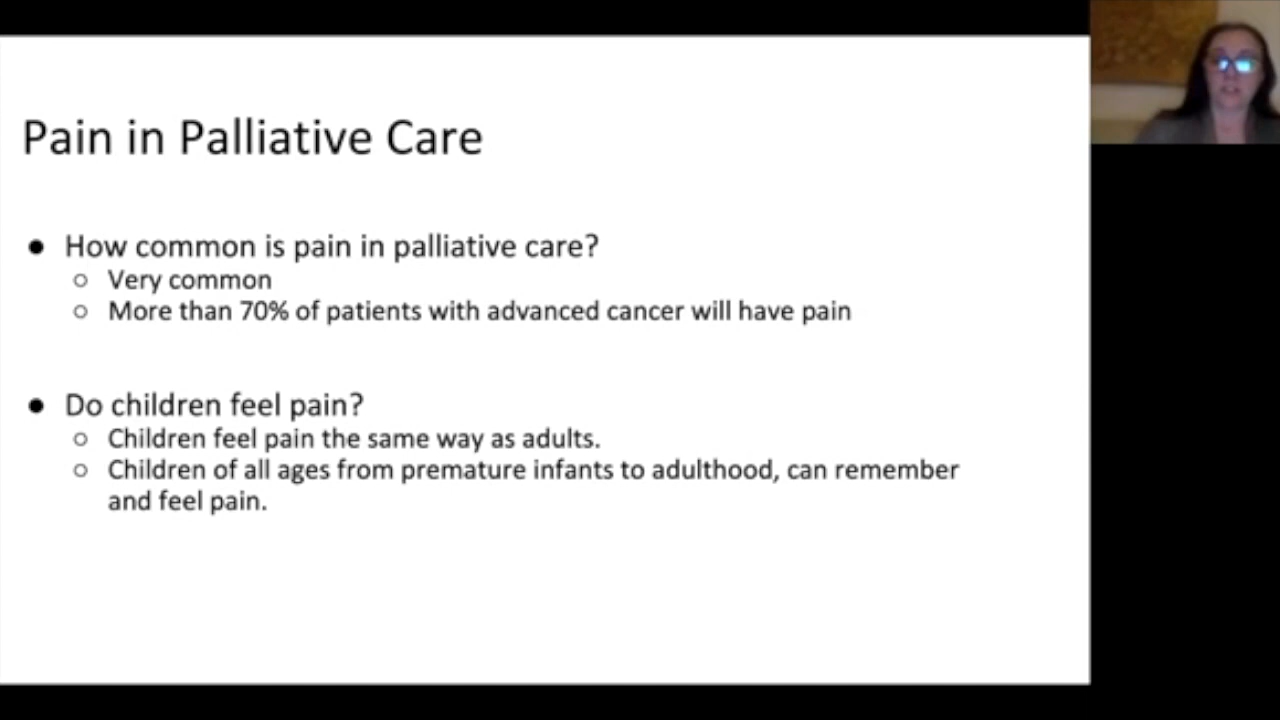 Pain in Palliative Care
● How common is pain in palliative care?
○ Very common
○ More than 70% of patients with advanced cancer will have pain
● Do children feel pain?
○ Children feel pain the same way as adults.
○ Children of all ages from premature infants to adulthood, can remember
and feel pain.